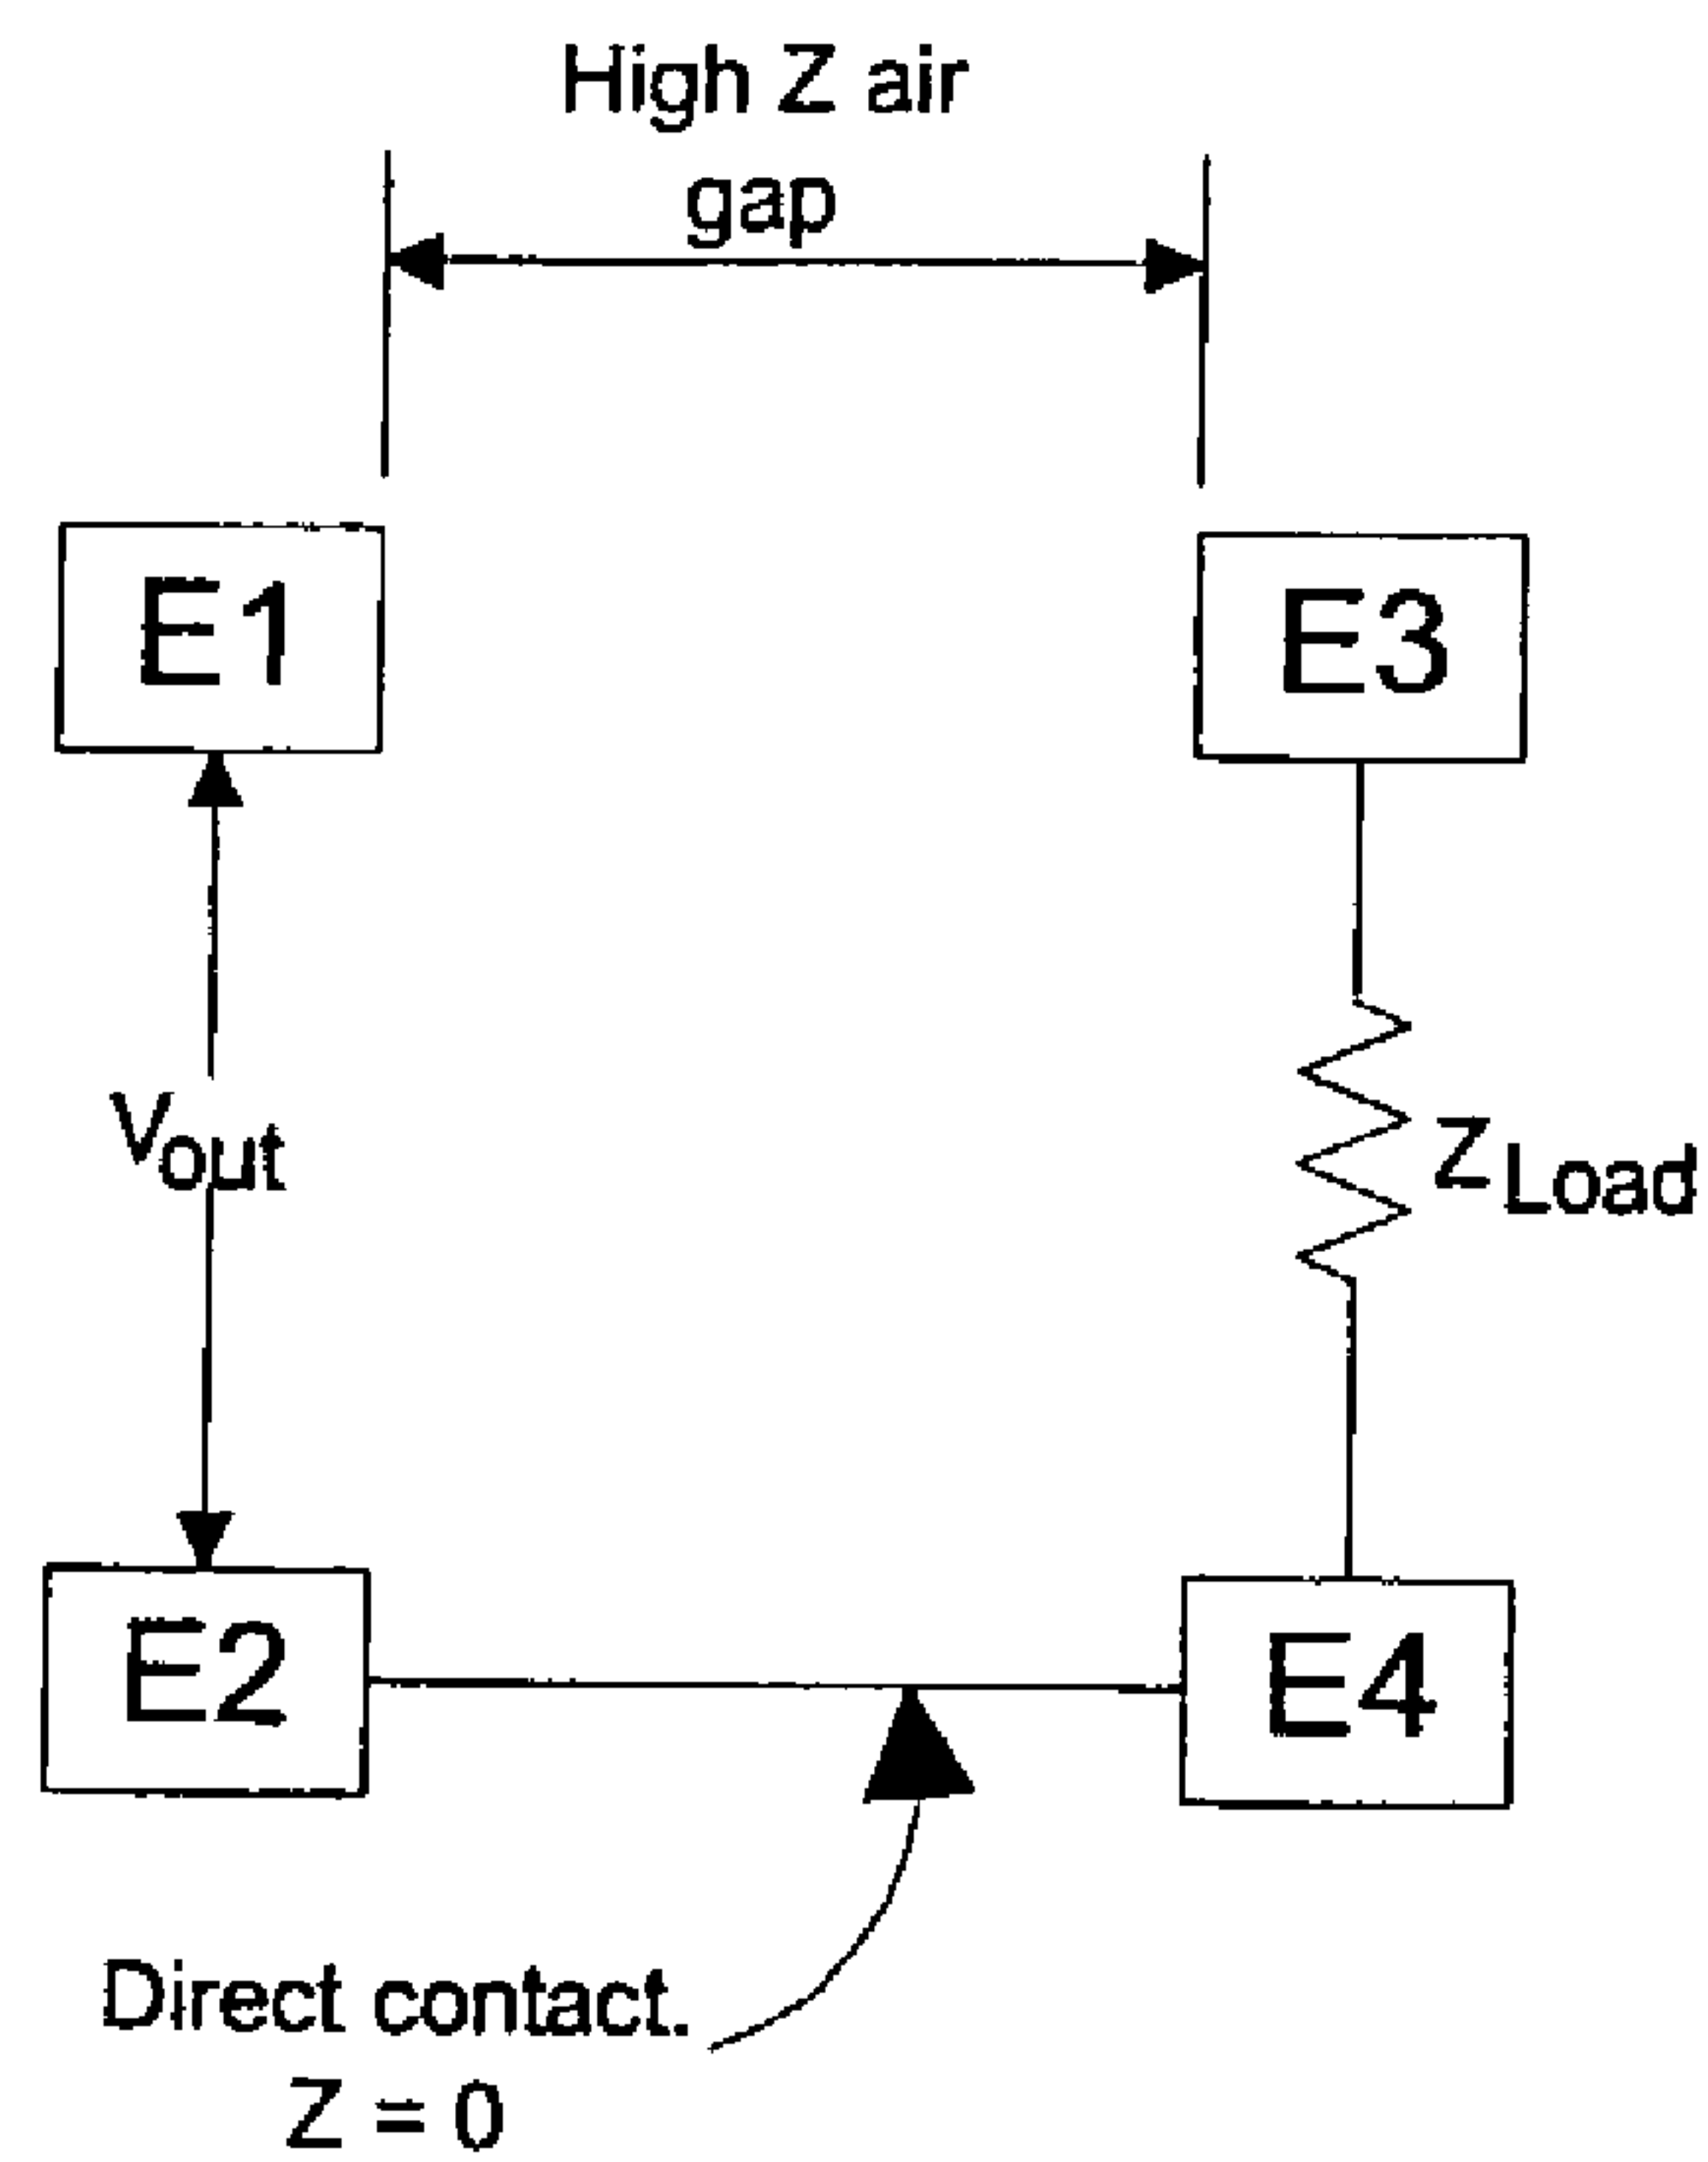 High Z air
gap
E1
E3
Vout
ZLoad
E2
E4
Direct contact.
Z = 0